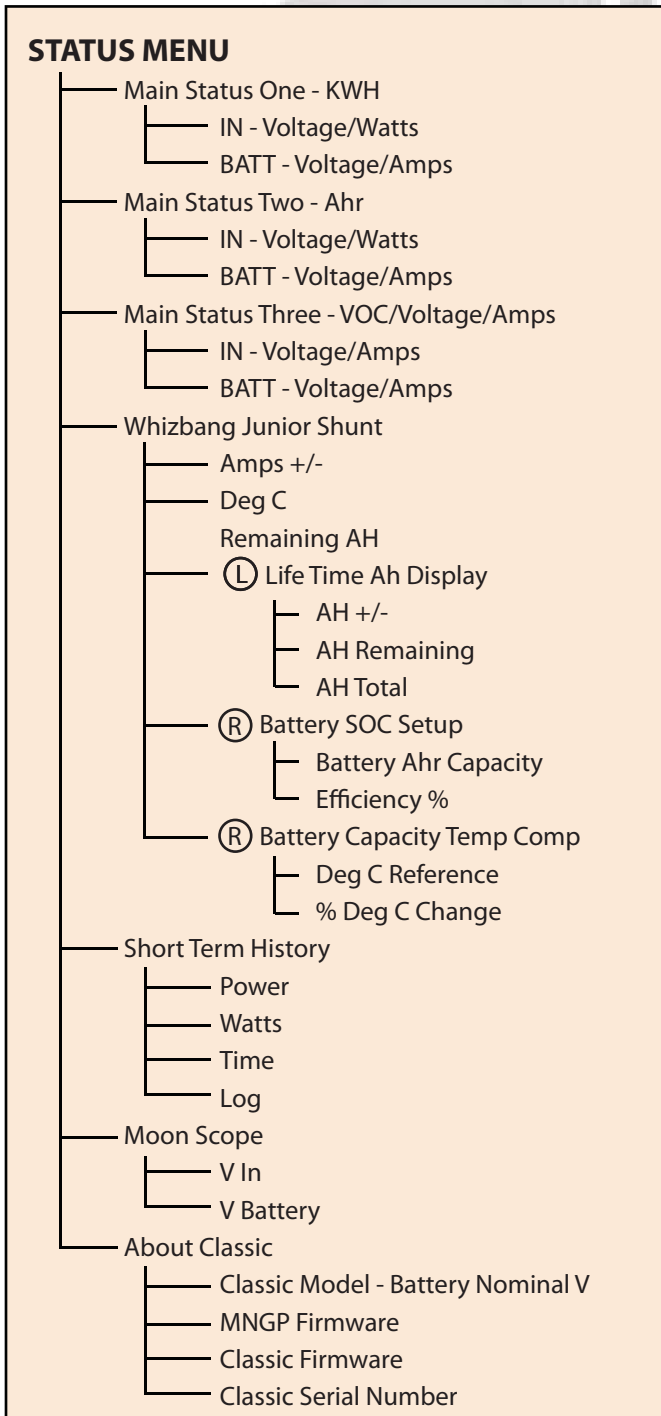 STATUS MENU
Main Status One - KWH
IN - Voltage/Watts
BATT - Voltage/Amps
Main Status Two - Ahr
IN - Voltage/Watts
BATT - Voltage/Amps
Main Status Three - VOC/Voltage/Amps
IN - Voltage/Amps
BATT - Voltage/Amps
Whizbang Junior Shunt
Amps +/-
Deg C
Remaining AH
L Life Time Ah Display
AH +/-
AH Remaining
AH Total
R Battery SOC Setup
Battery Ahr Capacity
Efficiency %
R Battery Capacity Temp Comp
Deg C Reference
% Deg C Change
Short Term History
Power
Watts
Time
Log
Moon Scope
V In
V Battery
About Classic
Classic Model - Battery Nominal V
MNGP Firmware
Classic Firmware
Classic Serial Number